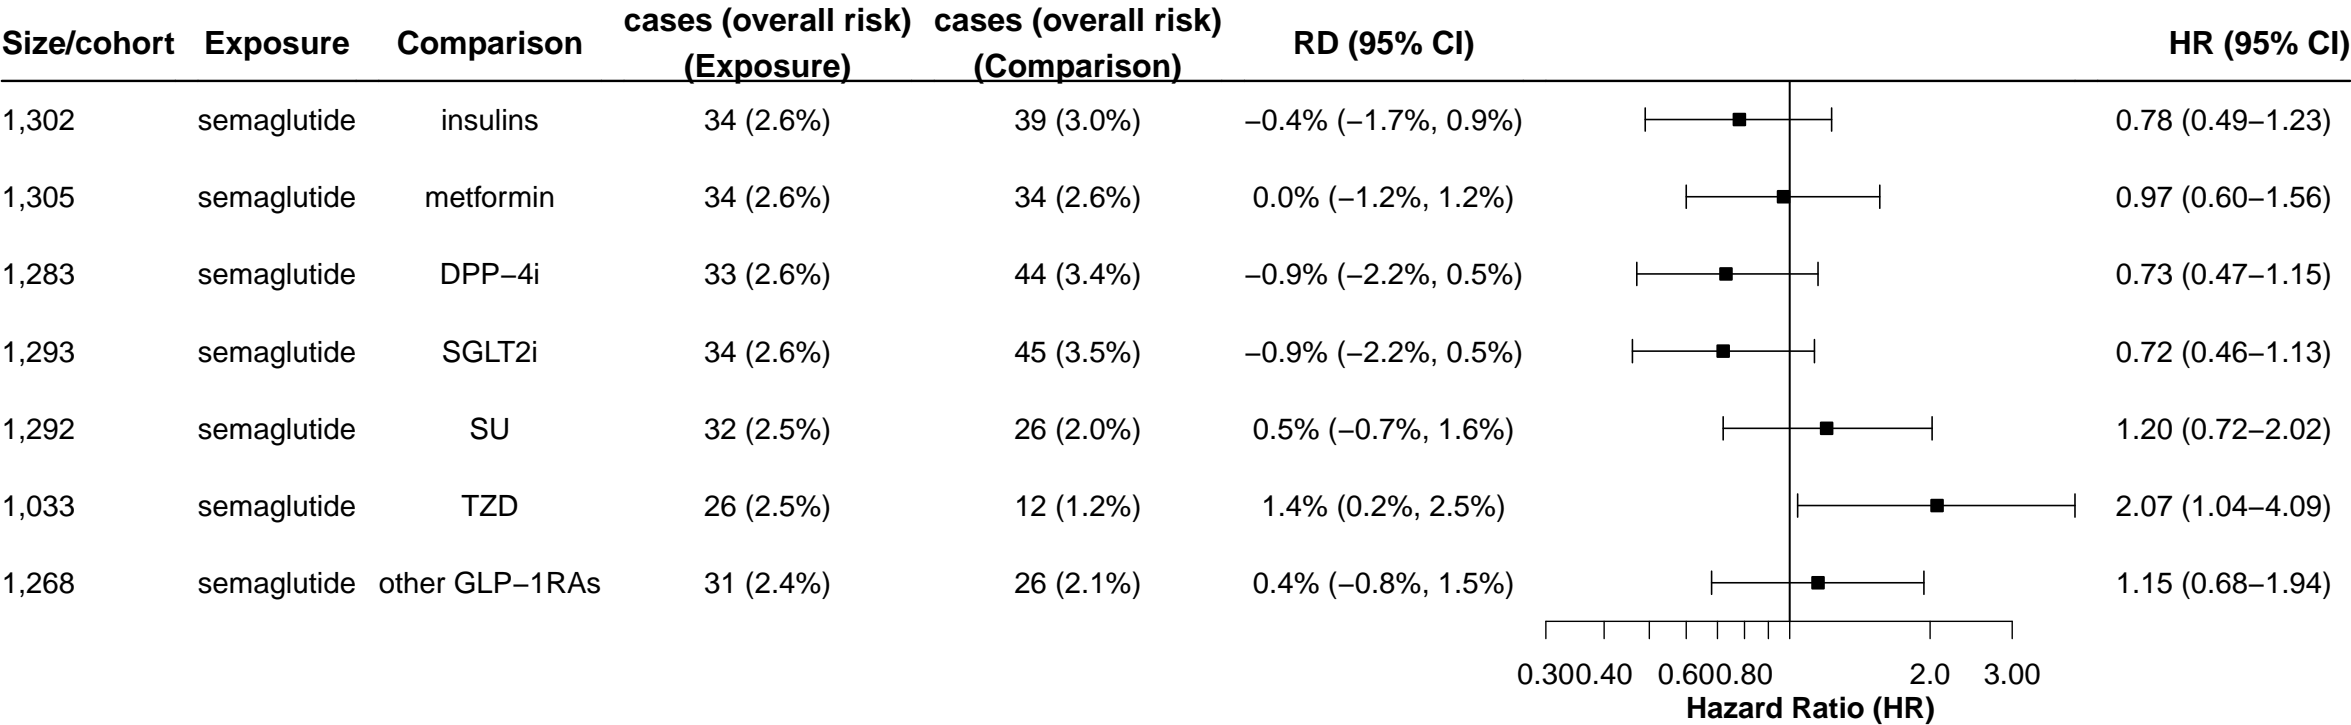 Size/cohort Exposure Comparison cases (overall risk) (Exposure) cases (overall risk) (Comparison) RD (95% CI) HR (95% CI)
1,302 semaglutide insulins 34 (2.6%) 39 (3.0%) −0.4% (−1.7%, 0.9%) 0.78 (0.49−1.23)
1,305 semaglutide metformin 34 (2.6%) 34 (2.6%) 0.0% (−1.2%, 1.2%) 0.97 (0.60−1.56)
1,283 semaglutide DPP−4i 33 (2.6%) 44 (3.4%) −0.9% (−2.2%, 0.5%) 0.73 (0.47−1.15)
1,293 semaglutide SGLT2i 34 (2.6%) 45 (3.5%) −0.9% (−2.2%, 0.5%) 0.72 (0.46−1.13)
1,292 semaglutide SU 32 (2.5%) 26 (2.0%) 0.5% (−0.7%, 1.6%) 1.20 (0.72−2.02)
1,033 semaglutide TZD 26 (2.5%) 12 (1.2%) 1.4% (0.2%, 2.5%) 2.07 (1.04−4.09)
1,268 semaglutide other GLP−1RAs 31 (2.4%) 26 (2.1%) 0.4% (−0.8%, 1.5%) 1.15 (0.68−1.94)
0.30 0.40 0.60 0.80 2.0 3.00
Hazard Ratio (HR)